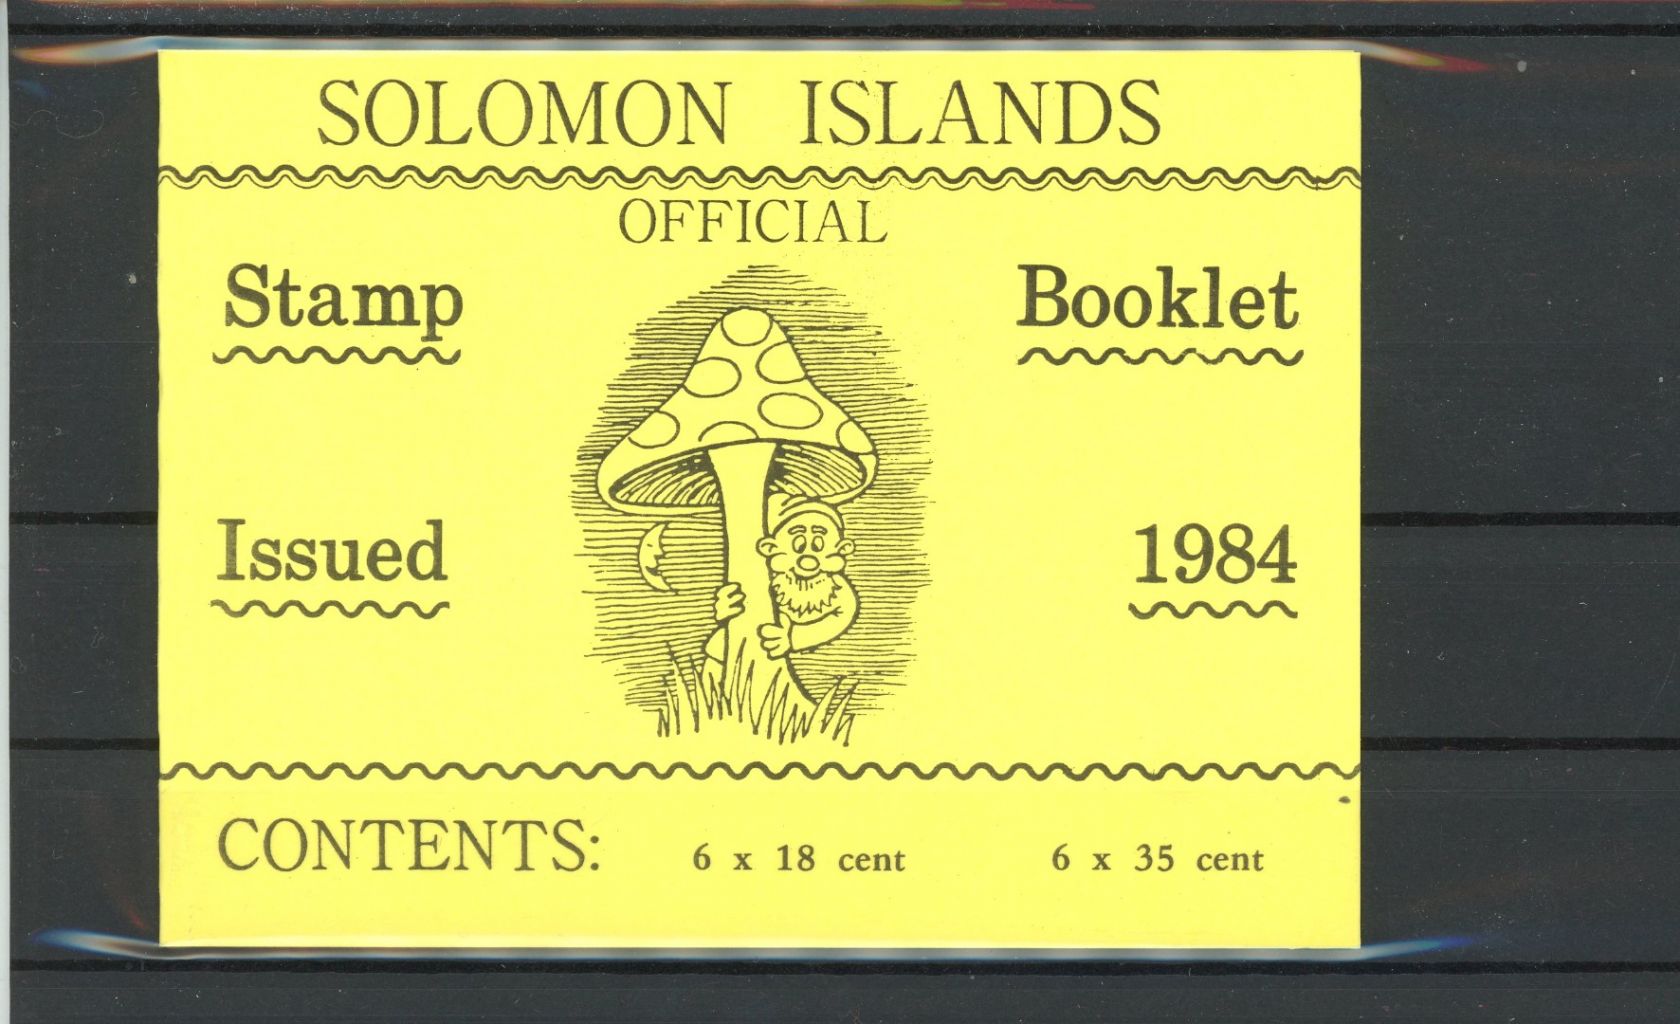 SOLOMON ISLANDS
OFFICIAL
Stamp Booklet
Issued 1984
CONTENTS: 6 x 18 cent 6 x 35 cent